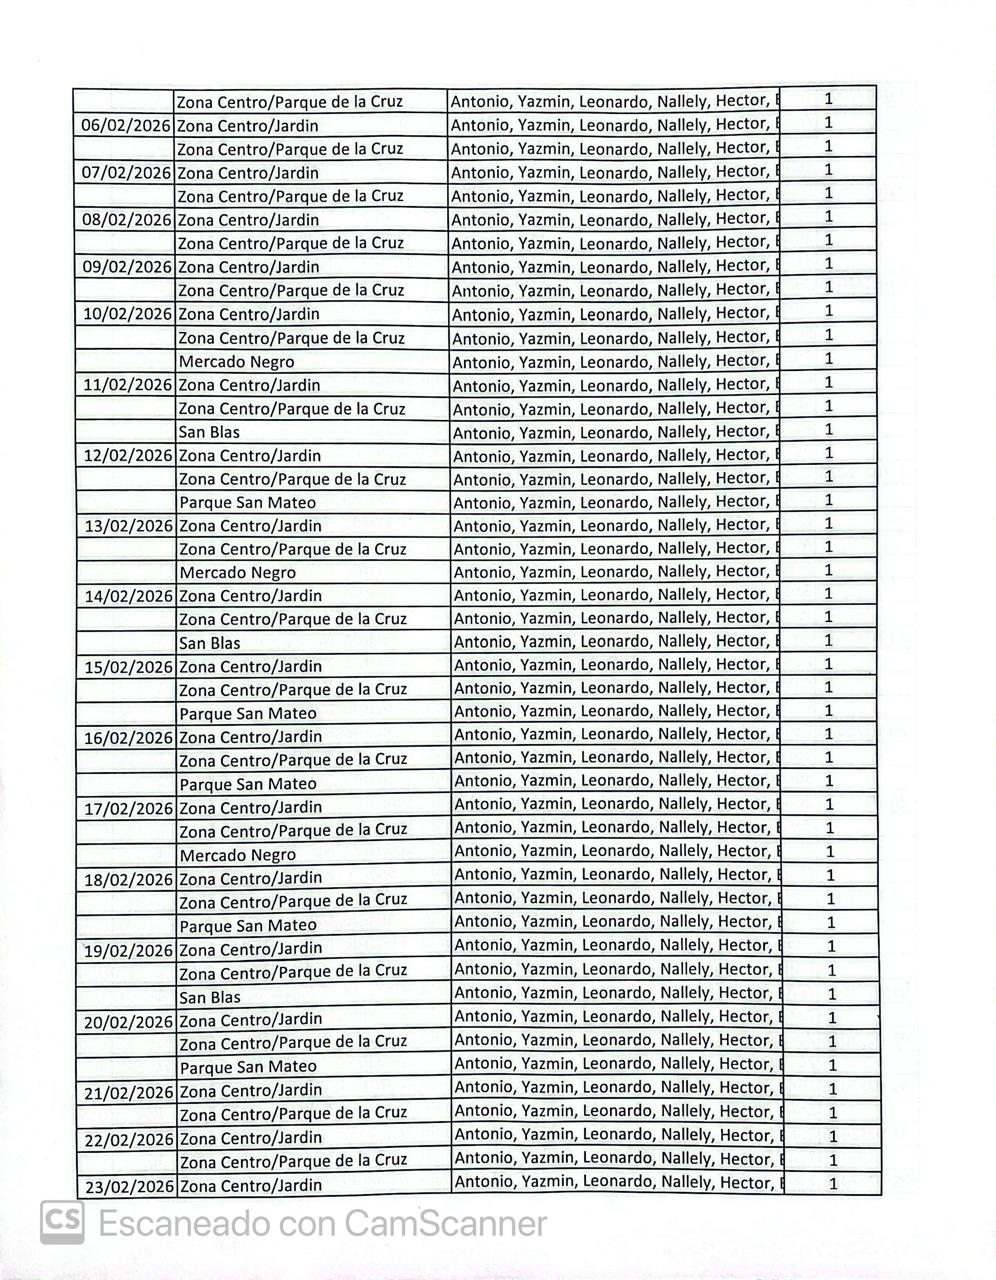 Zona Centro/Parque de la Cruz Antonio, Yazmin, Leonardo, Nallely, Hector, 1
06/02/2026 Zona Centro/Jardin Antonio, Yazmin, Leonardo, Nallely, Hector, 1
Zona Centro/Parque de la Cruz Antonio, Yazmin, Leonardo, Nallely, Hector, 1
07/02/2026 Zona Centro/Jardin Antonio, Yazmin, Leonardo, Nallely, Hector, 1
Zona Centro/Parque de la Cruz Antonio, Yazmin, Leonardo, Nallely, Hector, 1
08/02/2026 Zona Centro/Jardin Antonio, Yazmin, Leonardo, Nallely, Hector, 1
Zona Centro/Parque de la Cruz Antonio, Yazmin, Leonardo, Nallely, Hector, 1
09/02/2026 Zona Centro/Jardin Antonio, Yazmin, Leonardo, Nallely, Hector, 1
Zona Centro/Parque de la Cruz Antonio, Yazmin, Leonardo, Nallely, Hector, 1
10/02/2026 Zona Centro/Jardin Antonio, Yazmin, Leonardo, Nallely, Hector, 1
Zona Centro/Parque de la Cruz Antonio, Yazmin, Leonardo, Nallely, Hector, 1
Mercado Negro Antonio, Yazmin, Leonardo, Nallely, Hector, 1
11/02/2026 Zona Centro/Jardin Antonio, Yazmin, Leonardo, Nallely, Hector, 1
Zona Centro/Parque de la Cruz Antonio, Yazmin, Leonardo, Nallely, Hector, 1
San Blas Antonio, Yazmin, Leonardo, Nallely, Hector, 1
12/02/2026 Zona Centro/Jardin Antonio, Yazmin, Leonardo, Nallely, Hector, 1
Zona Centro/Parque de la Cruz Antonio, Yazmin, Leonardo, Nallely, Hector, 1
Parque San Mateo Antonio, Yazmin, Leonardo, Nallely, Hector, 1
13/02/2026 Zona Centro/Jardin Antonio, Yazmin, Leonardo, Nallely, Hector, 1
Zona Centro/Parque de la Cruz Antonio, Yazmin, Leonardo, Nallely, Hector, 1
Mercado Negro Antonio, Yazmin, Leonardo, Nallely, Hector, 1
14/02/2026 Zona Centro/Jardin Antonio, Yazmin, Leonardo, Nallely, Hector, 1
Zona Centro/Parque de la Cruz Antonio, Yazmin, Leonardo, Nallely, Hector, 1
San Blas Antonio, Yazmin, Leonardo, Nallely, Hector, 1
15/02/2026 Zona Centro/Jardin Antonio, Yazmin, Leonardo, Nallely, Hector, 1
Zona Centro/Parque de la Cruz Antonio, Yazmin, Leonardo, Nallely, Hector, 1
Parque San Mateo Antonio, Yazmin, Leonardo, Nallely, Hector, 1
16/02/2026 Zona Centro/Jardin Antonio, Yazmin, Leonardo, Nallely, Hector, 1
Zona Centro/Parque de la Cruz Antonio, Yazmin, Leonardo, Nallely, Hector, 1
Parque San Mateo Antonio, Yazmin, Leonardo, Nallely, Hector, 1
17/02/2026 Zona Centro/Jardin Antonio, Yazmin, Leonardo, Nallely, Hector, 1
Zona Centro/Parque de la Cruz Antonio, Yazmin, Leonardo, Nallely, Hector, 1
Mercado Negro Antonio, Yazmin, Leonardo, Nallely, Hector, 1
18/02/2026 Zona Centro/Jardin Antonio, Yazmin, Leonardo, Nallely, Hector, 1
Zona Centro/Parque de la Cruz Antonio, Yazmin, Leonardo, Nallely, Hector, 1
Parque San Mateo Antonio, Yazmin, Leonardo, Nallely, Hector, 1
19/02/2026 Zona Centro/Jardin Antonio, Yazmin, Leonardo, Nallely, Hector, 1
Zona Centro/Parque de la Cruz Antonio, Yazmin, Leonardo, Nallely, Hector, 1
San Blas Antonio, Yazmin, Leonardo, Nallely, Hector, 1
20/02/2026 Zona Centro/Jardin Antonio, Yazmin, Leonardo, Nallely, Hector, 1
Zona Centro/Parque de la Cruz Antonio, Yazmin, Leonardo, Nallely, Hector, 1
Parque San Mateo Antonio, Yazmin, Leonardo, Nallely, Hector, 1
21/02/2026 Zona Centro/Jardin Antonio, Yazmin, Leonardo, Nallely, Hector, 1
Zona Centro/Parque de la Cruz Antonio, Yazmin, Leonardo, Nallely, Hector, 1
22/02/2026 Zona Centro/Jardin Antonio, Yazmin, Leonardo, Nallely, Hector, 1
Zona Centro/Parque de la Cruz Antonio, Yazmin, Leonardo, Nallely, Hector, 1
23/02/2026 Zona Centro/Jardin Antonio, Yazmin, Leonardo, Nallely, Hector, 1
CS Escaneado con CamScanner